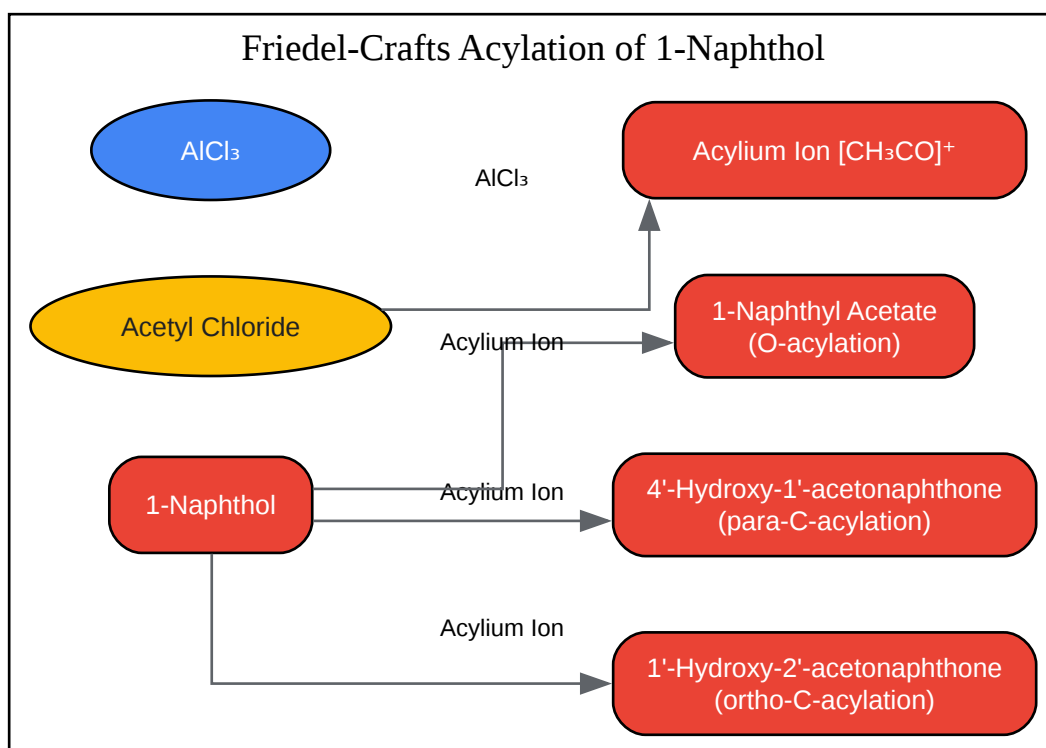 Friedel-Crafts Acylation of 1-Naphthol
AlCl₃
Acylium Ion [CH₃CO]⁺
AlCl₃
Acetyl Chloride
1-Naphthyl Acetate
(O-acylation)
Acylium Ion
1-Naphthol
Acylium Ion
4'-Hydroxy-1'-acetonaphthone
(para-C-acylation)
Acylium Ion
1'-Hydroxy-2'-acetonaphthone
(ortho-C-acylation)